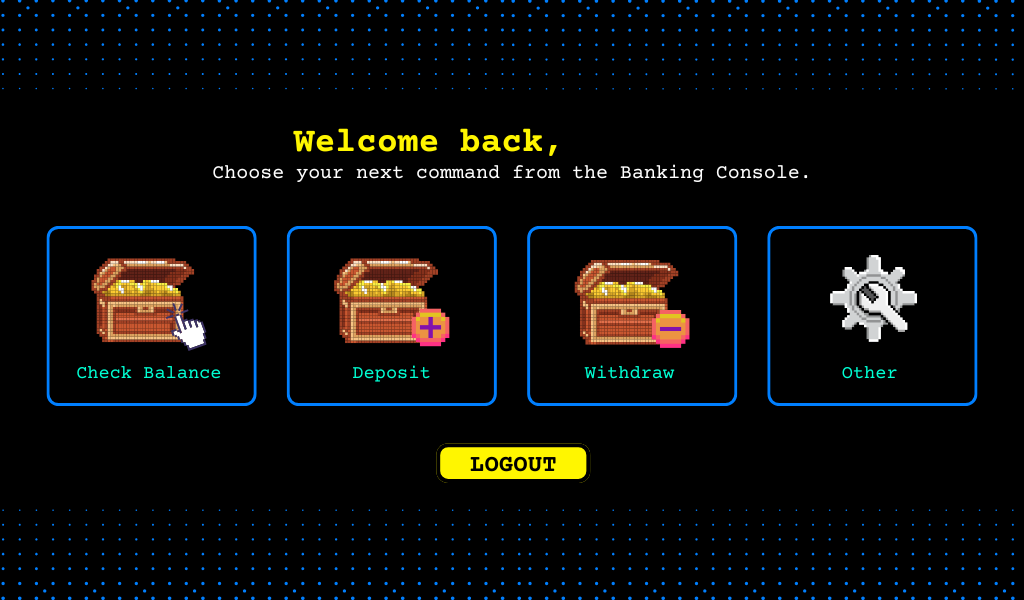 Welcome back,
Choose your next command from the Banking Console.
Check Balance
Deposit
Withdraw
Other
LOGOUT